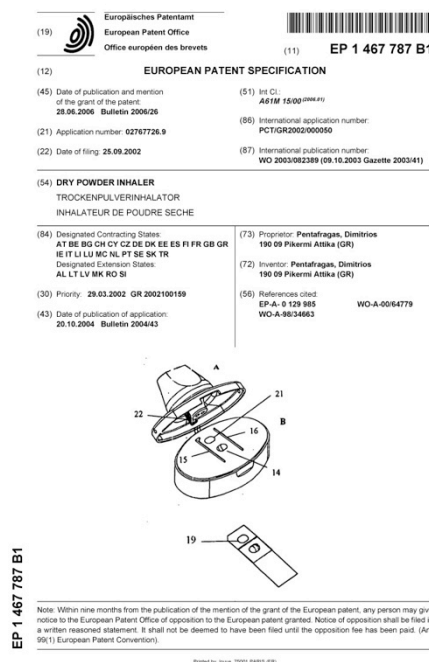 Europäisches Patentamt
(19)
European Patent Office
Office européen des brevets
(11) EP 1 467 787 B1
(12) EUROPEAN PATENT SPECIFICATION
(45) Date of publication and mention
of the grant of the patent:
28.06.2006 Bulletin 2006/26
(21) Application number: 02767726.9
(22) Date of filing: 25.09.2002
(51) Int Cl.:
A61M 15/00 (2006.01)
(86) International application number:
PCT/GR2002/000050
(87) International publication number:
WO 2003/082389 (09.10.2003 Gazette 2003/41)
(54) DRY POWDER INHALER
TROCKENPULVERINHALATOR
INHALATEUR DE POUDRE SECHE
(84) Designated Contracting States:
AT BE BG CH CY CZ DE DK EE ES FI FR GB GR
IE IT LI LU MC NL PT SE SK TR
Designated Extension States:
AL LT LV MK RO SI
(30) Priority: 29.03.2002 GR 2002100159
(43) Date of publication of application:
20.10.2004 Bulletin 2004/43
(73) Proprietor: Pentafragas, Dimitrios
190 09 Pikermi Attika (GR)
(72) Inventor: Pentafragas, Dimitrios
190 09 Pikermi Attika (GR)
(56) References cited:
EP-A- 0 129 985 WO-A-00/64779
WO-A-98/34663
A
21
22
B
16
15
14
19
EP 1 467 787 B1
Note: Within nine months from the publication of the mention of the grant of the European patent, any person may giv
notice to the European Patent Office of opposition to the European patent granted. Notice of opposition shall be filed i
a written reasoned statement. It shall not be deemed to have been filed until the opposition fee has been paid. (Ar
99(1) European Patent Convention).
Printed by Jouve, 75001 PARIS (FR)